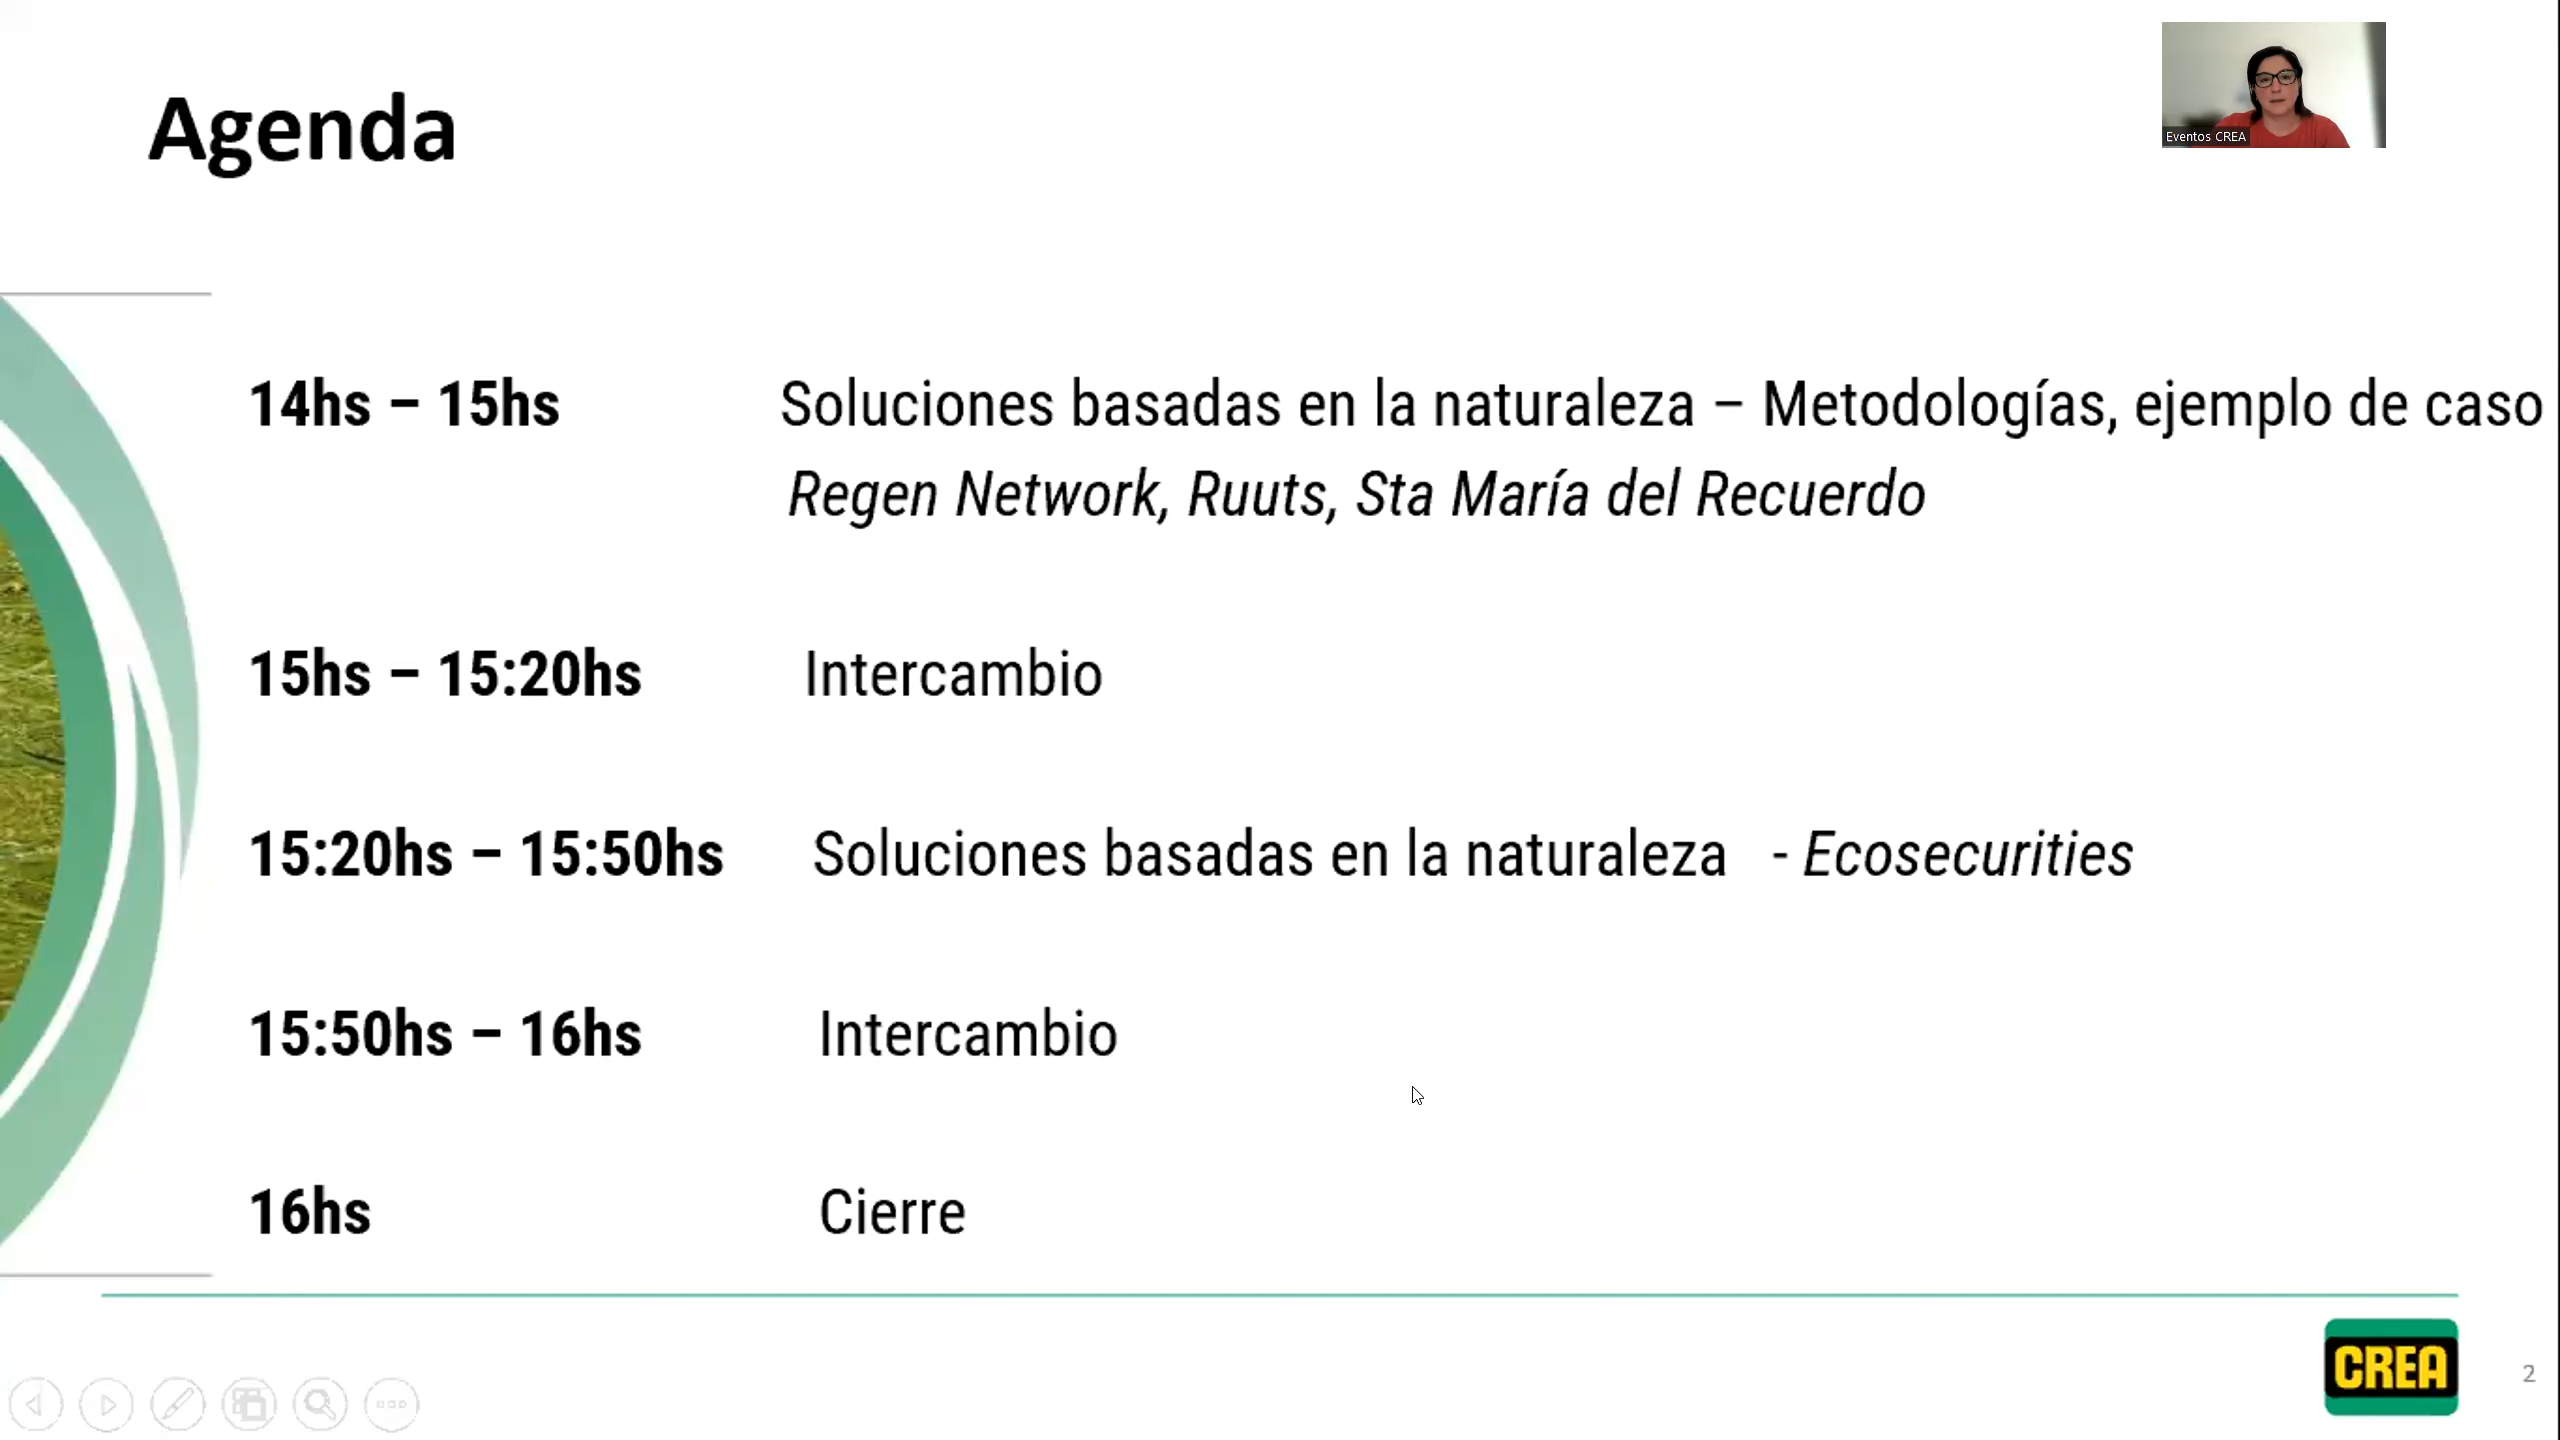 Agenda
Eventos CREA
14hs – 15hs Soluciones basadas en la naturaleza – Metodologías, ejemplo de caso
Regen Network, Ruuts, Sta María del Recuerdo
15hs – 15:20hs Intercambio
15:20hs – 15:50hs Soluciones basadas en la naturaleza - Ecosecurities
15:50hs – 16hs Intercambio
16hs Cierre
CREA
2